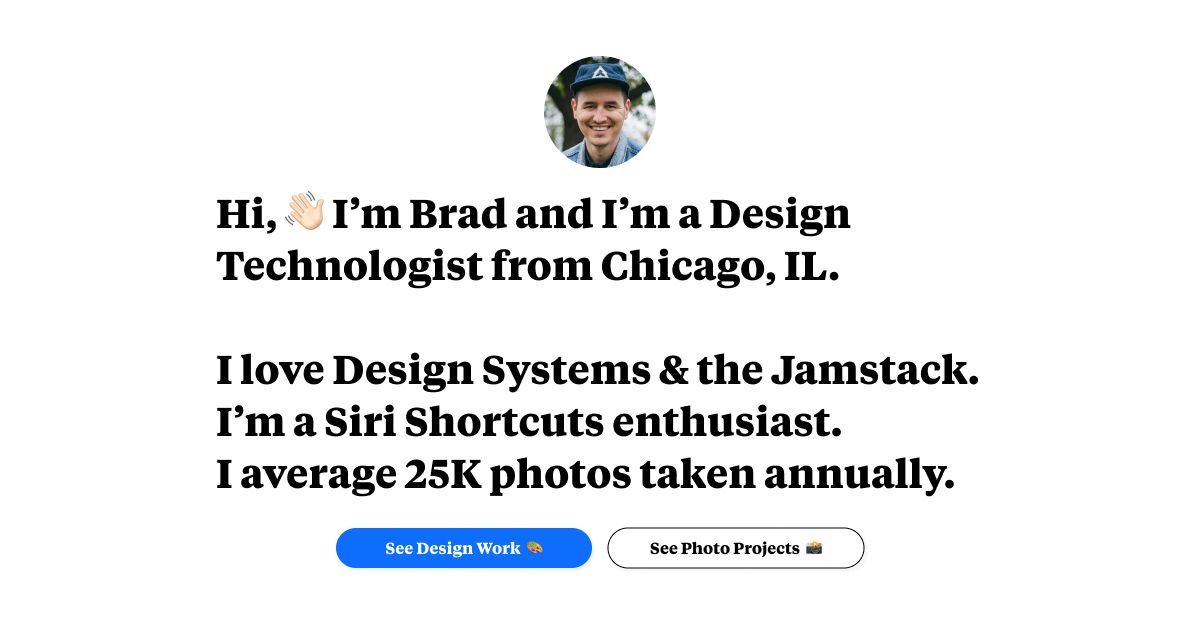 Hi, 👋🏻 I’m Brad and I’m a Design
Technologist from Chicago, IL.
I love Design Systems & the Jamstack.
I’m a Siri Shortcuts enthusiast.
I average 25K photos taken annually.
See Design Work 🎨
See Photo Projects 📸